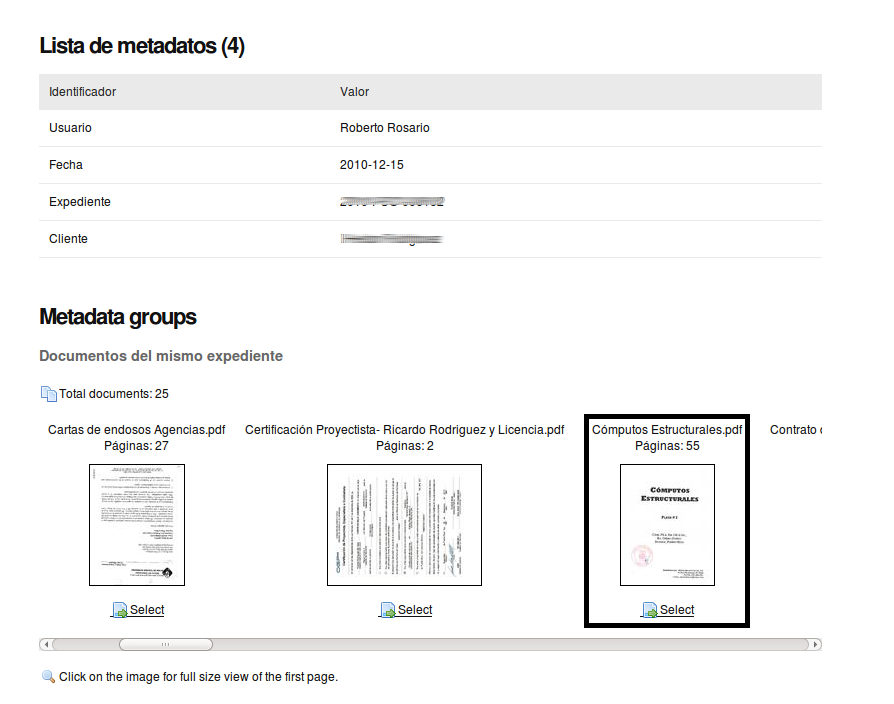 Lista de metadatos (4)
Identificador Valor
Usuario Roberto Rosario
Fecha 2010-12-15
Expediente
Cliente
Metadata groups
Documentos del mismo expediente
Total documents: 25
Cartas de endosos Agencias.pdf Certificación Proyectista- Ricardo Rodriguez y Licencia.pdf Cómputos Estructurales.pdf Contrato
Páginas: 27 Páginas: 2 Páginas: 55
CÓMPUTOS
ESTRUCTURALES
Select Select Select
Click on the image for full size view of the first page.